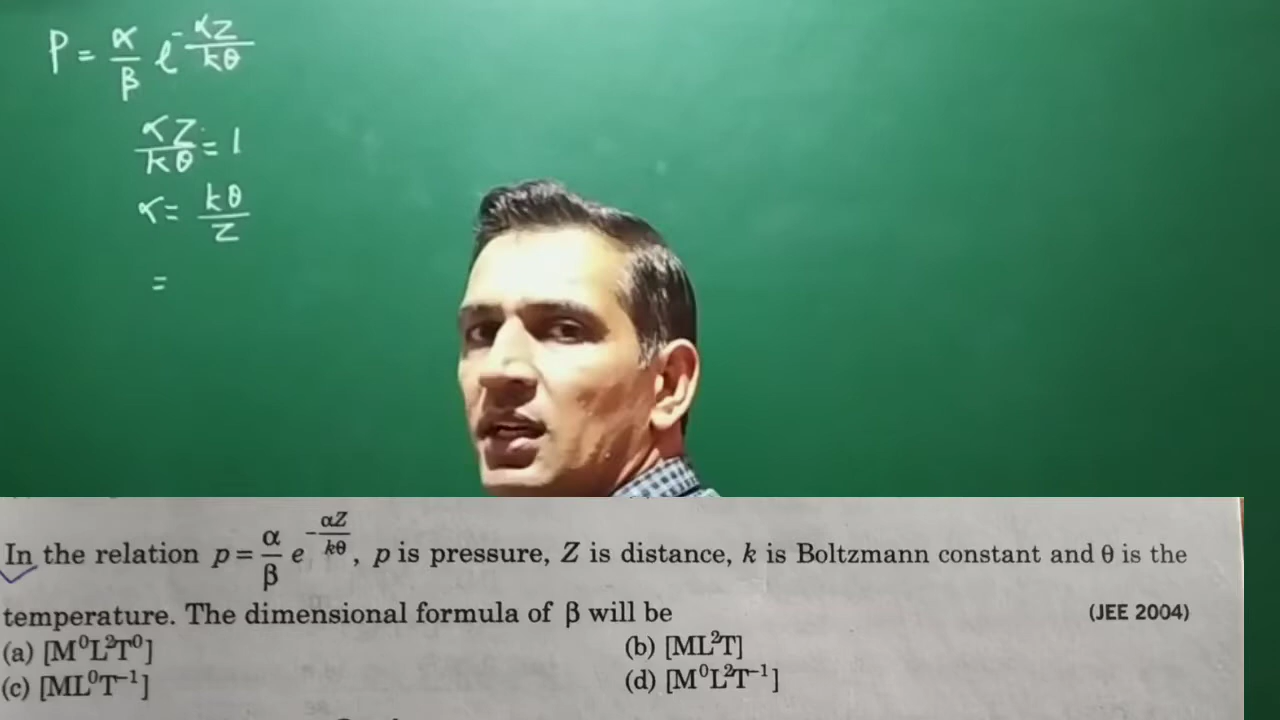 P = α/β e^-αZ/kθ
αZ/kθ = 1
α = kθ/Z
=
In the relation p = α/β e^-αZ/kθ, p is pressure, Z is distance, k is Boltzmann constant and θ is the
temperature. The dimensional formula of β will be (JEE 2004)
(a) [M⁰L²T⁰] (b) [ML²T]
(c) [ML⁰T⁻¹] (d) [M⁰L²T⁻¹]